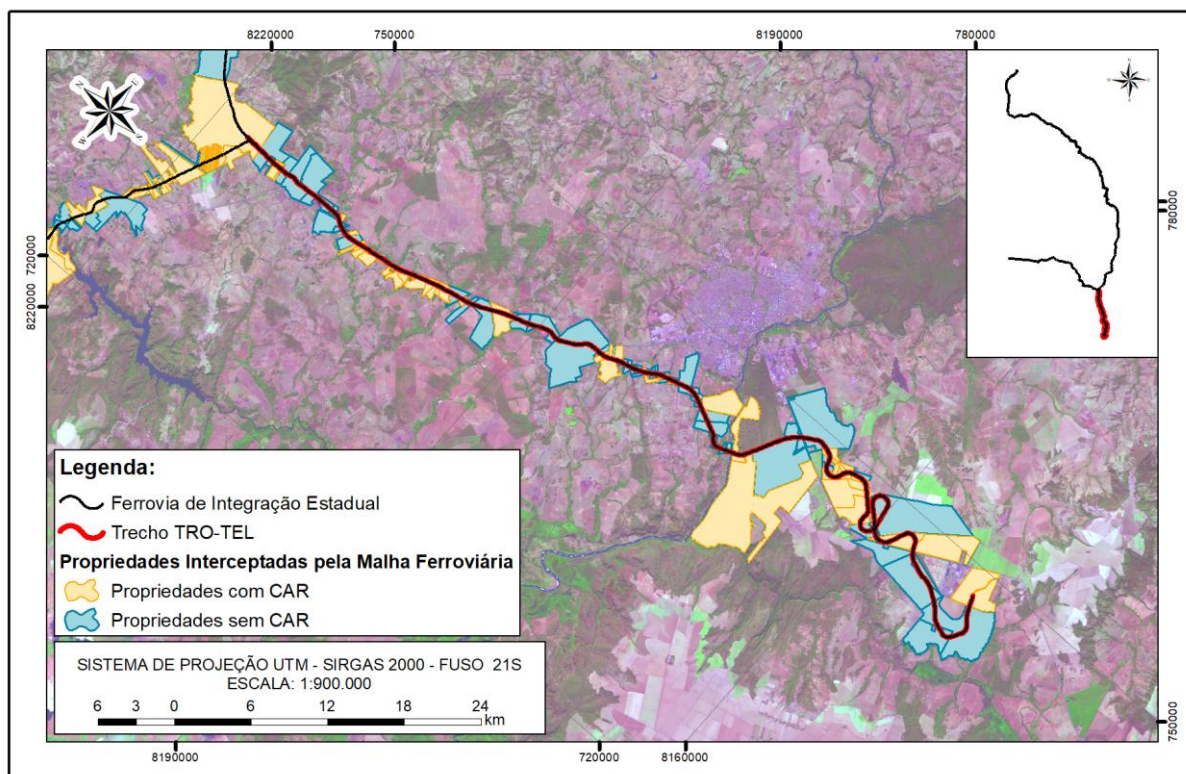 8220000
750000
8190000
780000
N
L
W
S
720000
8220000
780000
Legenda:
Ferrovia de Integração Estadual
Trecho TRO-TEL
Propriedades Interceptadas pela Malha Ferroviária
Propriedades com CAR
Propriedades sem CAR
SISTEMA DE PROJEÇÃO UTM - SIRGAS 2000 - FUSO 21S
ESCALA: 1:900.000
6 3 0 6 12 18 24
km
750000
8190000
720000
8160000